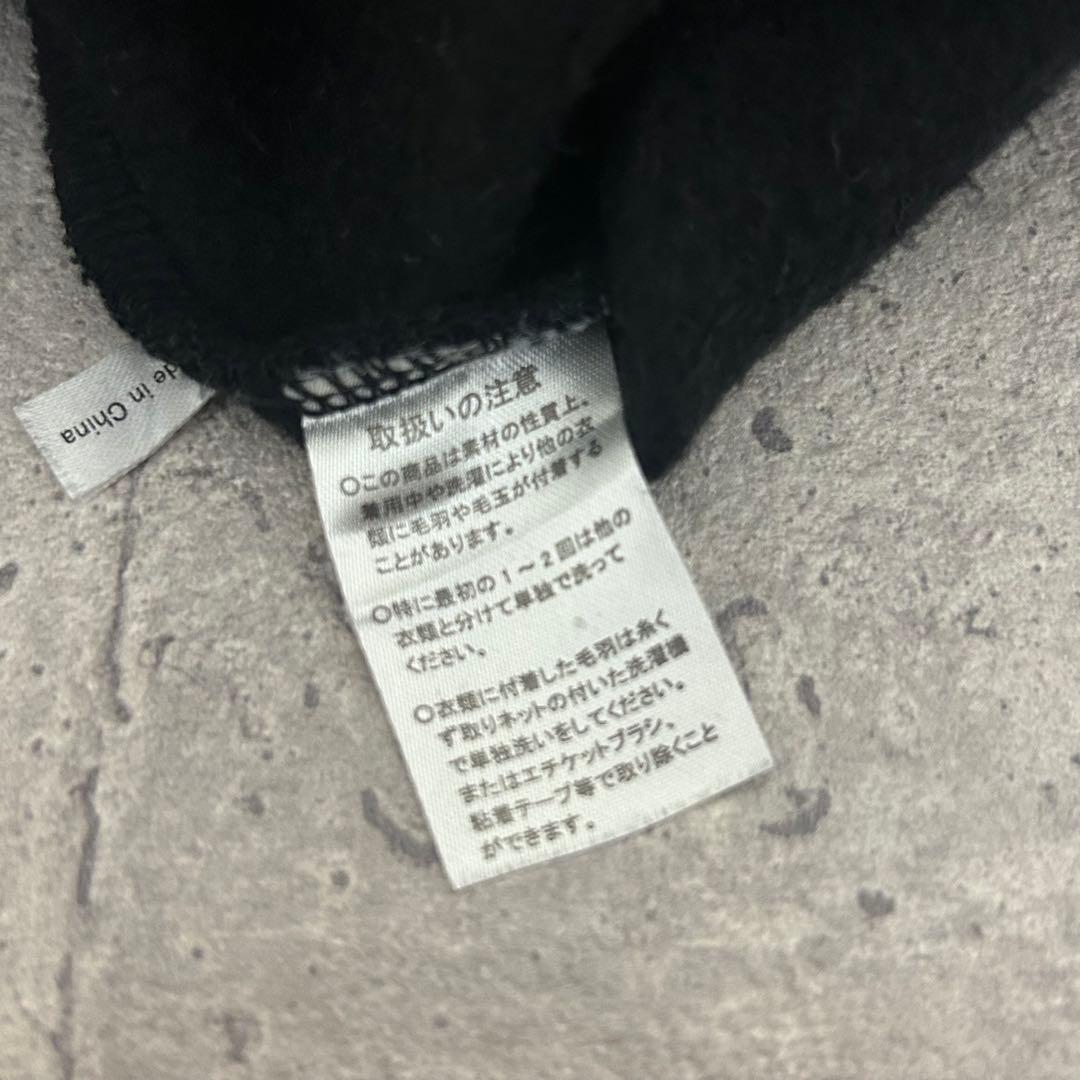 取扱いの注意
○この商品は素材の性質上、
着用中や洗濯により他の衣
類に毛羽や毛玉が付着する
ことがあります。
○特に最初の1～2回は他の
衣類と分けて単独で洗って
ください。
○衣類に付着した毛羽は糸く
ず取りネットの付いた洗濯機
で単独洗いをしてください。
またはエチケットブラシ、
粘着テープ等で取り除くこと
ができます。
de in China